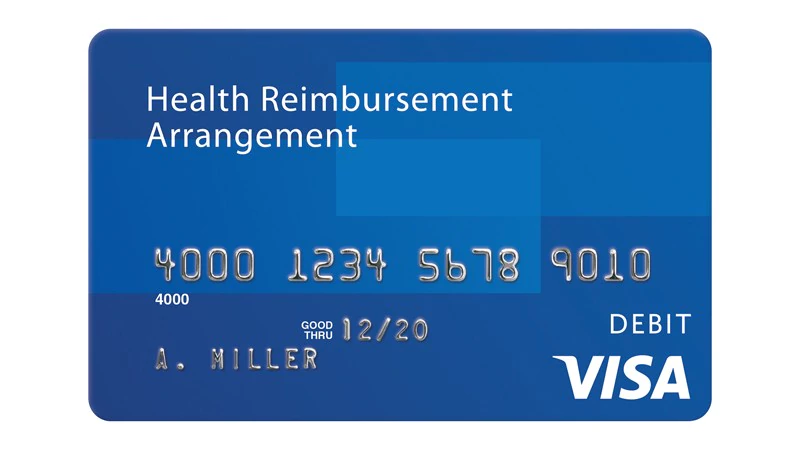 Health Reimbursement
Arrangement
4000 1234 5678 9010
4000
GOOD THRU 12/20
DEBIT
A. MILLER
VISA